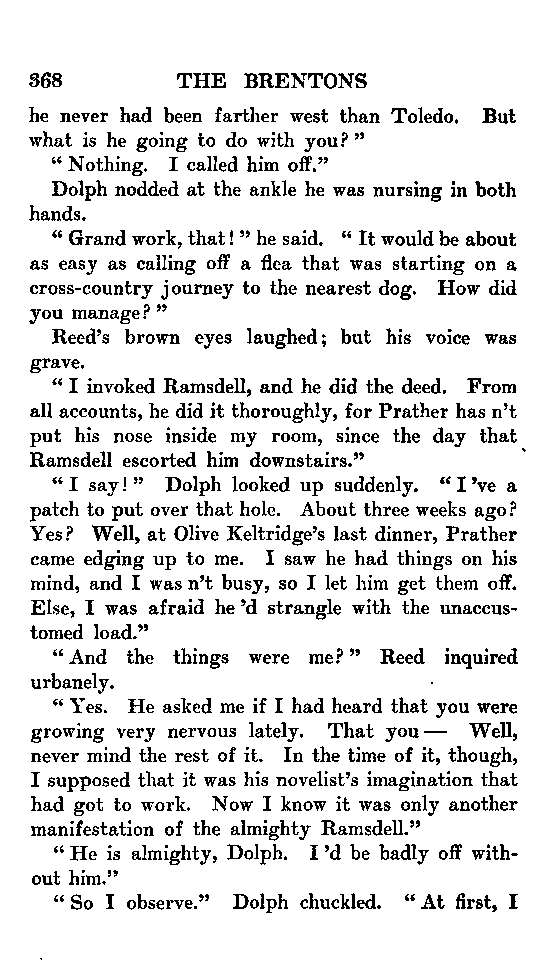 368 THE BRENTONS
he never had been farther west than Toledo. But
what is he going to do with you? ”
“ Nothing. I called him off.”
Dolph nodded at the ankle he was nursing in both
hands.
“ Grand work, that! ” he said. “ It would be about
as easy as calling off a flea that was starting on a
cross-country journey to the nearest dog. How did
you manage? ”
Reed’s brown eyes laughed; but his voice was
grave.
“ I invoked Ramsdell, and he did the deed. From
all accounts, he did it thoroughly, for Prather has n’t
put his nose inside my room, since the day that
Ramsdell escorted him downstairs.”
“ I say! ” Dolph looked up suddenly. “ I ’ve a
patch to put over that hole. About three weeks ago?
Yes? Well, at Olive Keltridge’s last dinner, Prather
came edging up to me. I saw he had things on his
mind, and I was n’t busy, so I let him get them off.
Else, I was afraid he ’d strangle with the unaccus-
tomed load.”
“ And the things were me? ” Reed inquired
urbanely.
“ Yes. He asked me if I had heard that you were
growing very nervous lately. That you — Well,
never mind the rest of it. In the time of it, though,
I supposed that it was his novelist’s imagination that
had got to work. Now I know it was only another
manifestation of the almighty Ramsdell.”
“ He is almighty, Dolph. I ’d be badly off with-
out him.”
“ So I observe.” Dolph chuckled. “ At first, I